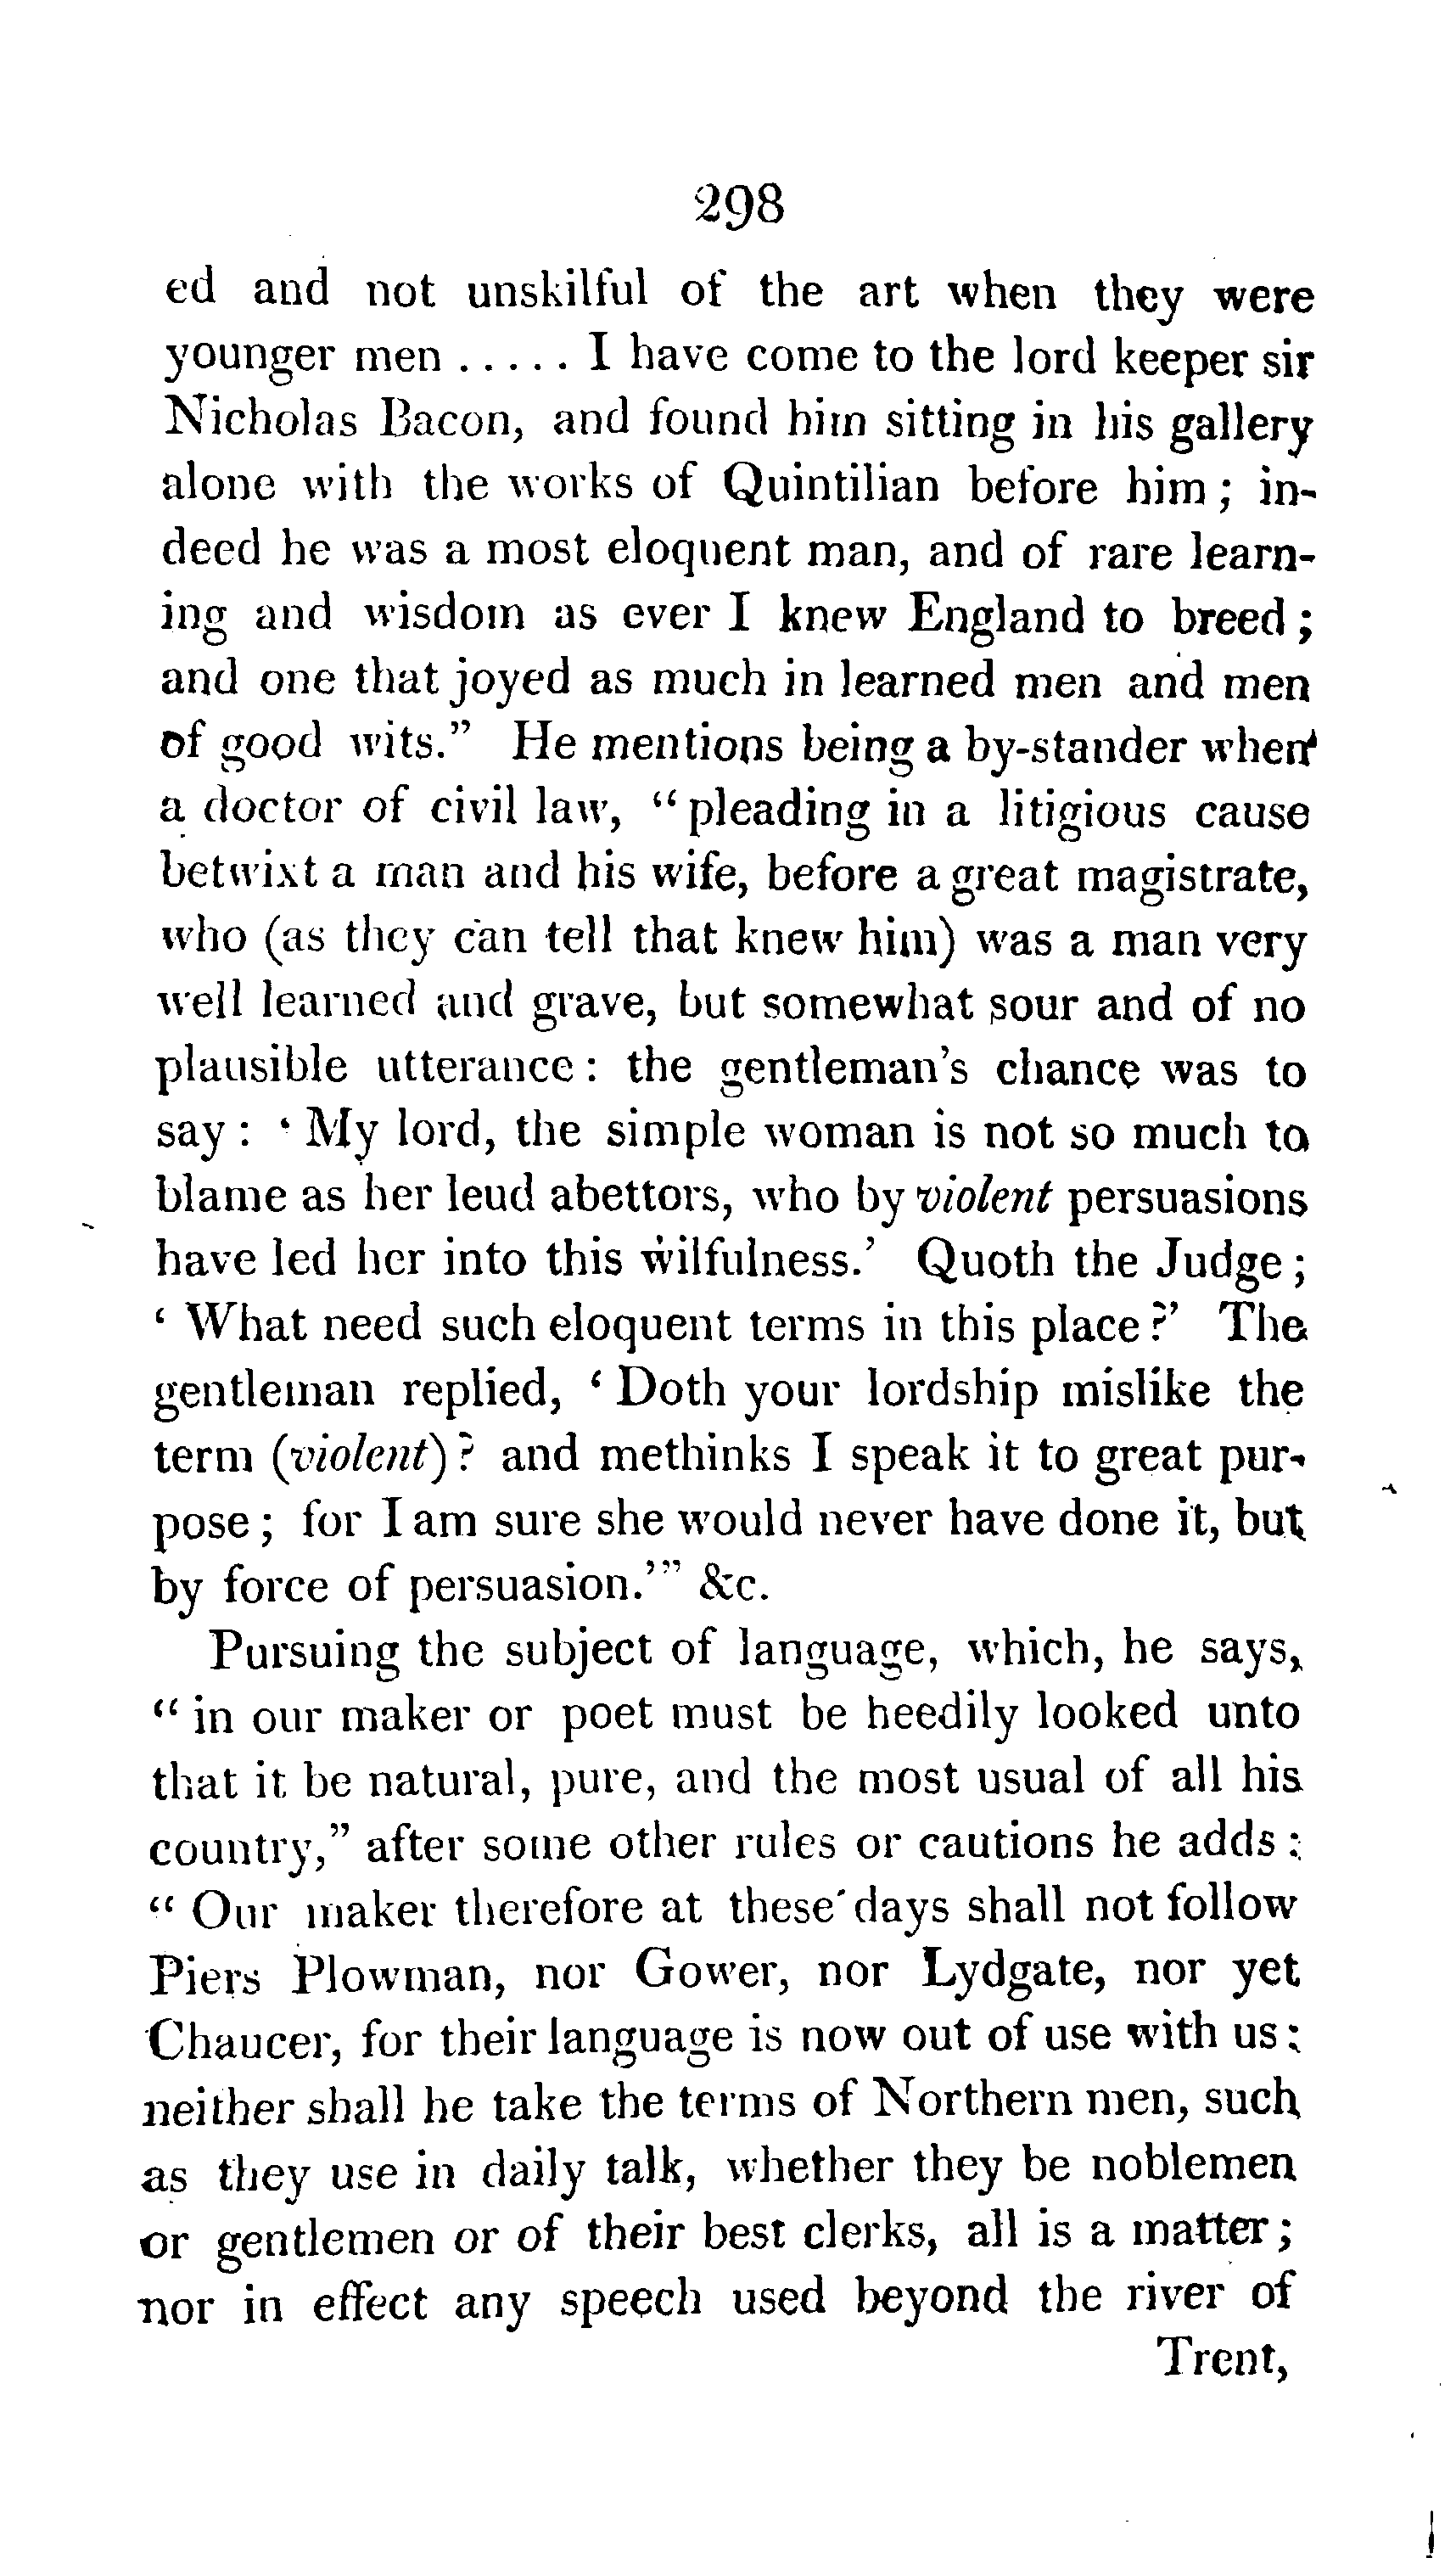 298
ed and not unskilful of the art when they were
younger men . . . . . I have come to the lord keeper sir
Nicholas Bacon, and found him sitting in his gallery
alone with the works of Quintilian before him; in-
deed he was a most eloquent man, and of rare learn-
ing and wisdom as ever I knew England to breed;
and one that joyed as much in learned men and men
of good wits." He mentions being a by-stander when
a doctor of civil law, "pleading in a litigious cause
betwixt a man and his wife, before a great magistrate,
who (as they can tell that knew him) was a man very
well learned and grave, but somewhat sour and of no
plausible utterance: the gentleman's chance was to
say: 'My lord, the simple woman is not so much to
blame as her leud abettors, who by violent persuasions
have led her into this wilfulness.' Quoth the Judge;
'What need such eloquent terms in this place?' The
gentleman replied, 'Doth your lordship mislike the
term (violent)? and methinks I speak it to great pur-
pose; for I am sure she would never have done it, but
by force of persuasion.'" &c.
Pursuing the subject of language, which, he says,
"in our maker or poet must be heedily looked unto
that it be natural, pure, and the most usual of all his
country," after some other rules or cautions he adds:
"Our maker therefore at these days shall not follow
Piers Plowman, nor Gower, nor Lydgate, nor yet
Chaucer, for their language is now out of use with us:
neither shall he take the terms of Northern men, such
as they use in daily talk, whether they be noblemen
or gentlemen or of their best clerks, all is a matter;
nor in effect any speech used beyond the river of
Trent,